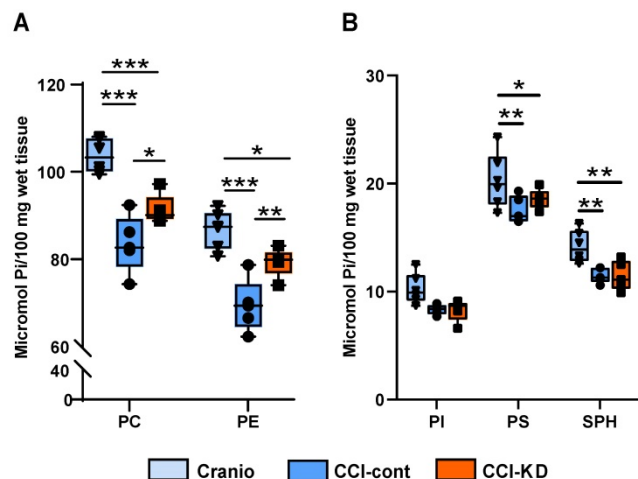 A
B
Micromol Pi/100 mg wet tissue
120
100
80
60
40
0
***
***
*
*
***
**
PC
PE
Micromol Pi/100 mg wet tissue
30
20
10
0
*
**
**
**
PI
PS
SPH
Cranio
CCI-cont
CCI-KD